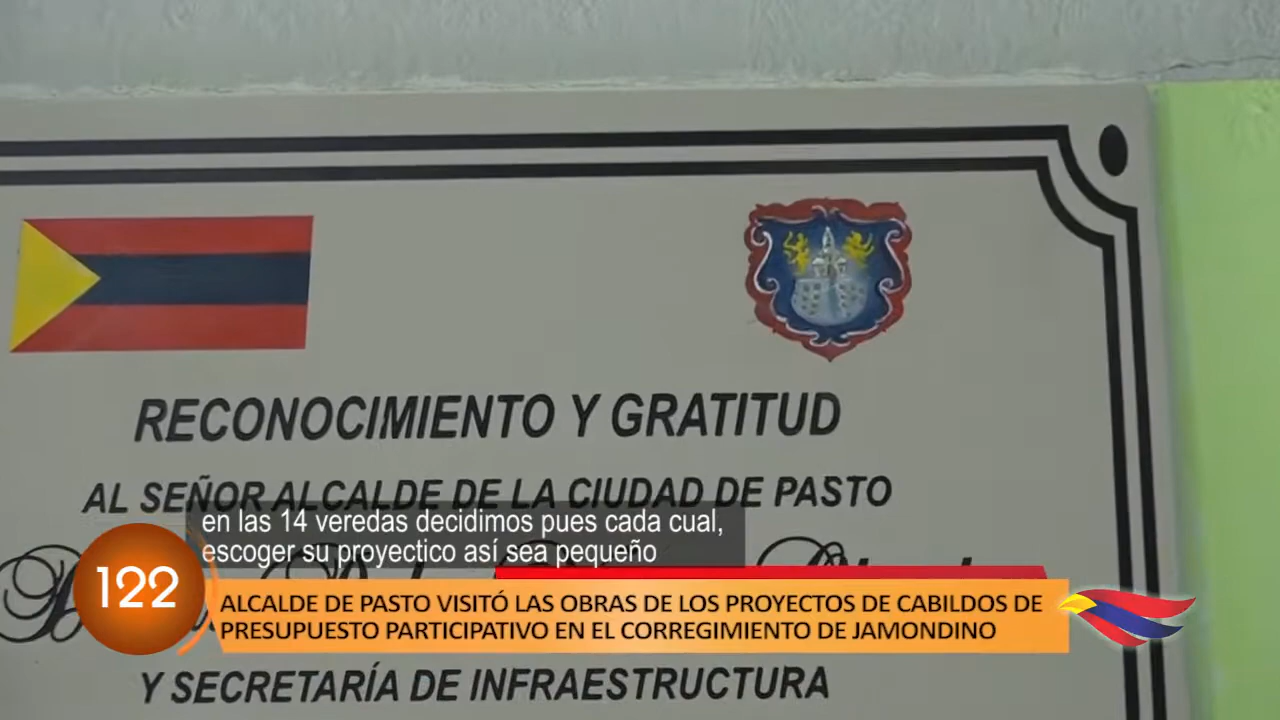 RECONOCIMIENTO Y GRATITUD
AL SEÑOR ALCALDE DE LA CIUDAD DE PASTO
en las 14 veredas decidimos pues cada cual,
escoger su proyectico así sea pequeño
122
ALCALDE DE PASTO VISITÓ LAS OBRAS DE LOS PROYECTOS DE CABILDOS DE
PRESUPUESTO PARTICIPATIVO EN EL CORREGIMIENTO DE JAMONDINO
Y SECRETARÍA DE INFRAESTRUCTURA